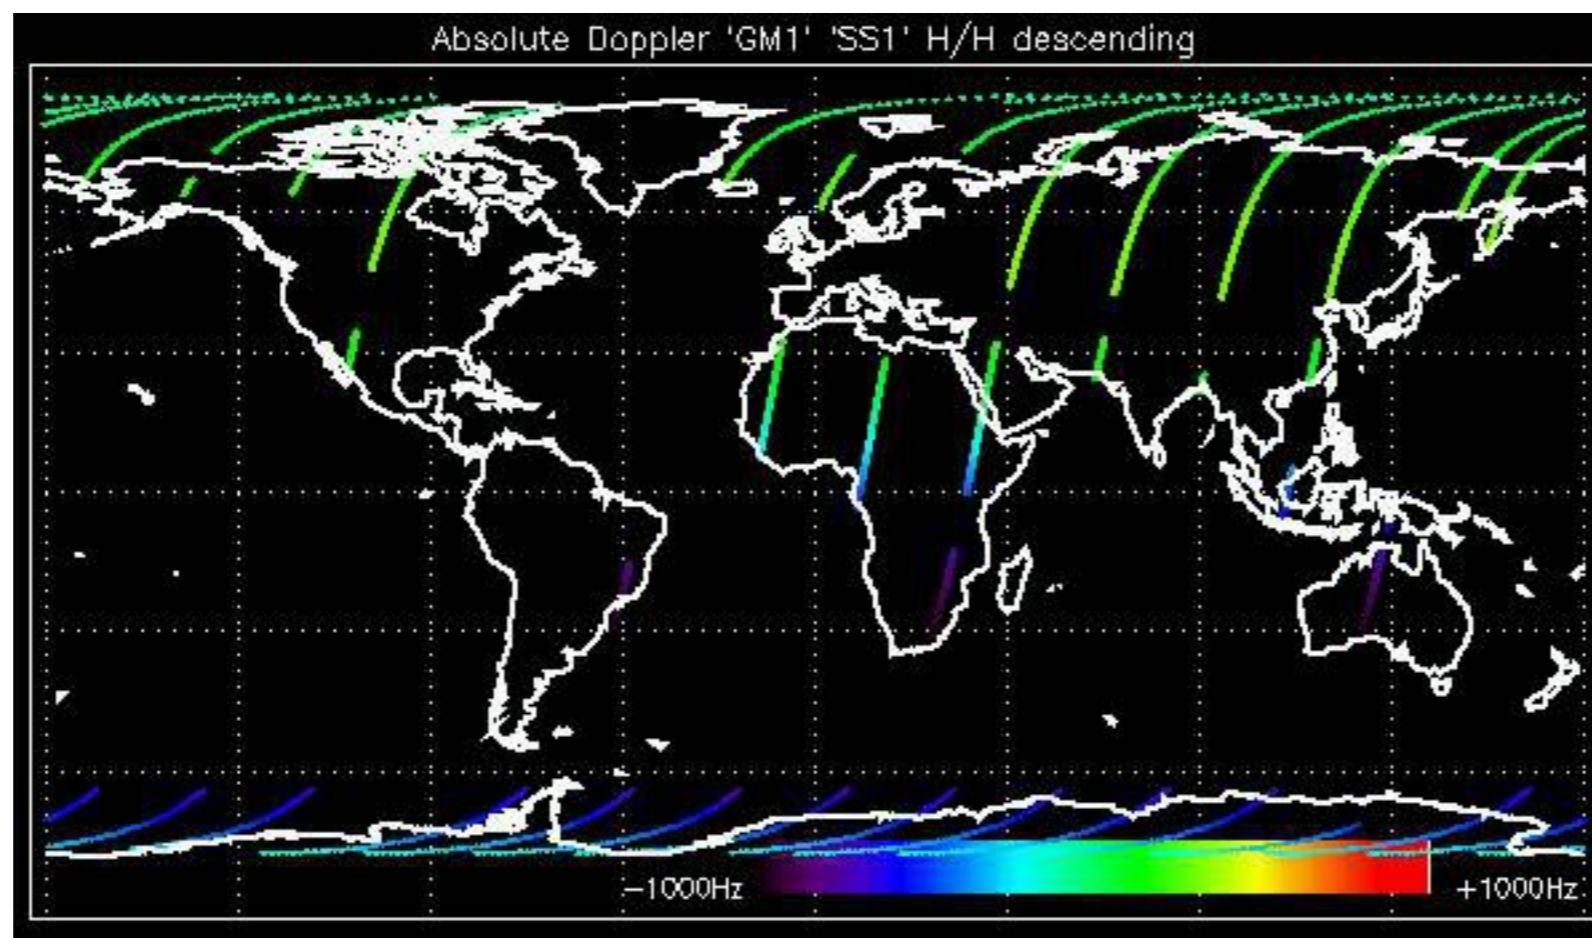 Absolute Doppler 'GM1' 'SS1' H/H descending
-1000Hz +1000Hz